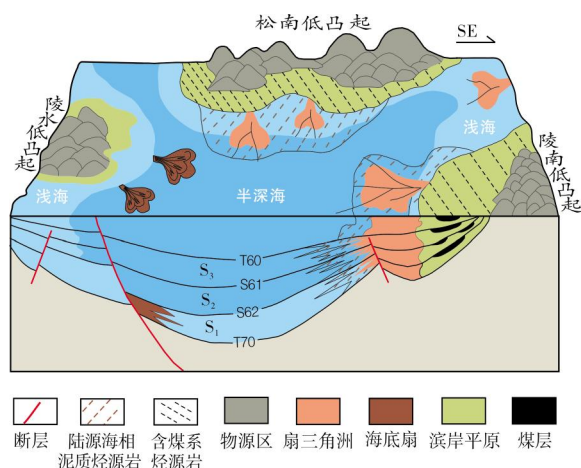 松南低凸起
SE
陵水低凸起
浅海
半深海
浅海
陵南低凸起
T60
S₃
S61
S₂
S62
S₁
T70
断层
陆源海相
泥质烃源岩
含煤系
烃源岩
物源区
扇三角洲
海底扇
滨岸平原
煤层